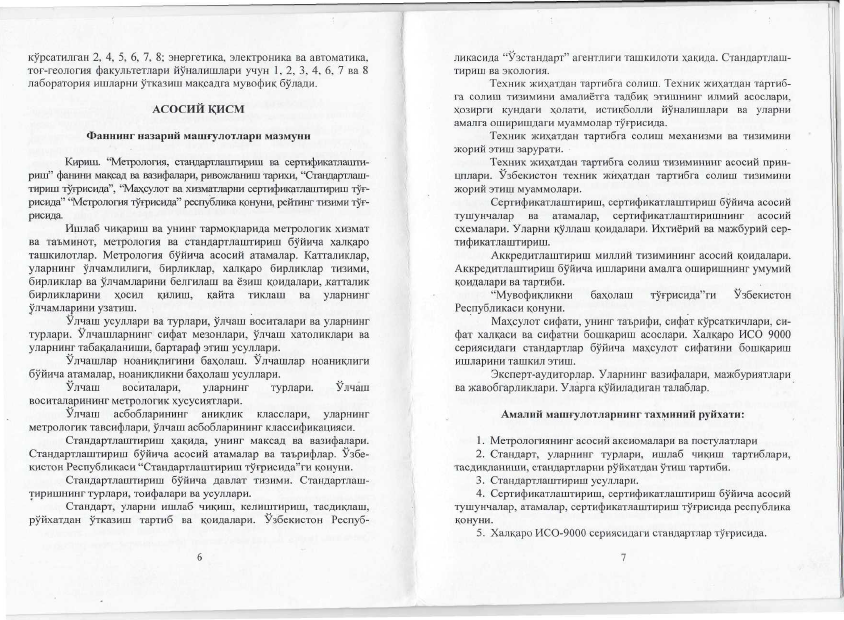 кўрсатилган 2, 4, 5, 6, 7, 8; энергетика, электроника ва автоматика,
тог-геология факультетлари йўналишлари учун 1, 2, 3, 4, 6, 7 ва 8
лаборатория ишларни ўтказиш мақсадга мувофиқ бўлади.
АСОСИЙ ҚИСМ
Фаннинг назарий машғулотлари мазмуни
Кириш. “Метрология, стандартлаштириш ва сертификатлашти-
риш” фанини мақсад ва вазифалари, ривожланиш тарихи, “Стандартлаш-
тириш тўғрисида”, “Маҳсулот ва хизматларни сертификатлаштириш тўғ-
рисида” “Метрология тўғрисида” республика қонуни, рейтинг тизими тўғ-
рисида.
Ишлаб чиқариш ва унинг тармоқларида метрологик хизмат
ва таъминот, метрология ва стандартлаштириш бўйича халқаро
ташкилотлар. Метрология бўйича асосий атамалар. Катталиклар,
уларнинг ўлчамлилиги, бирликлар, халқаро бирликлар тизими,
бирликлар ва ўлчамларини белгилаш ва ёзиш қоидалари, катталик
бирликларини ҳосил қилиш, қайта тиклаш ва уларнинг
ўлчамларини узатиш.
Ўлчаш усуллари ва турлари, ўлчаш воситалари ва уларнинг
турлари. Ўлчашларнинг сифат мезонлари, ўлчаш хатоликлари ва
уларнинг табақаланиши, бартараф этиш усуллари.
Ўлчашлар ноаниқлигини баҳолаш. Ўлчашлар ноаниқлиги
бўйича атамалар, ноаниқликни баҳолаш усуллари.
Ўлчаш воситалари, уларнинг турлари. Ўлчаш
воситаларининг метрологик хусусиятлари.
Ўлчаш асбобларининг аниқлик класслари, уларнинг
метрологик тавсифлари, ўлчаш асбобларининг классификацияси.
Стандартлаштириш ҳақида, унинг мақсад ва вазифалари.
Стандартлаштириш бўйича асосий атамалар ва таърифлар. Ўзбе-
кистон Республикаси “Стандартлаштириш тўғрисида”ги қонуни.
Стандартлаштириш бўйича давлат тизими. Стандартлаш-
тиришнинг турлари, тоифалари ва усуллари.
Стандарт, уларни ишлаб чиқиш, келиштириш, тасдиқлаш,
рўйхатдан ўтказиш тартиб ва қоидалари. Ўзбекистон Респуб-
6
ликасида “Ўзстандарт” агентлиги ташкилоти ҳақида. Стандартлаш-
тириш ва экология.
Техник жиҳатдан тартибга солиш. Техник жиҳатдан тартиб-
га солиш тизимини амалиётга тадбиқ этишнинг илмий асослари,
ҳозирги кундаги ҳолати, истиқболли йўналишлари ва уларни
амалга оширишдаги муаммолар тўғрисида.
Техник жиҳатдан тартибга солиш механизми ва тизимини
жорий этиш зарурати.
Техник жиҳатдан тартибга солиш тизимининг асосий прин-
цплари. Ўзбекистон техник жиҳатдан тартибга солиш тизимини
жорий этиш муаммолари.
Сертификатлаштириш, сертификатлаштириш бўйича асосий
тушунчалар ва атамалар, сертификатлаштиришнинг асосий
схемалари. Уларни қўллаш қоидалари. Ихтиёрий ва мажбурий сер-
тификатлаштириш.
Аккредитлаштириш миллий тизимининг асосий қоидалари.
Аккредитлаштириш бўйича ишларини амалга оширишнинг умумий
қоидалари ва тартиби.
“Мувофиқликни баҳолаш тўғрисида”ги Ўзбекистон
Республикаси қонуни.
Маҳсулот сифати, унинг таърифи, сифат кўрсаткичлари, си-
фат халқаси ва сифатни бошқариш асослари. Халқаро ИСО 9000
сериясидаги стандартлар бўйича маҳсулот сифатини бошқариш
ишларини ташкил этиш.
Эксперт-аудиторлар. Уларнинг вазифалари, мажбуриятлари
ва жавобгарликлари. Уларга қўйиладиган талаблар.
Амалий машғулотларнинг тахминий руйхати:
1. Метрологиянинг асосий аксиомалари ва постулатлари
2. Стандарт, уларнинг турлари, ишлаб чиқиш тартиблари,
тасдиқланиши, стандартларни рўйхатдан ўтиш тартиби.
3. Стандартлаштириш усуллари.
4. Сертификатлаштириш, сертификатлаштириш бўйича асосий
тушунчалар, атамалар, сертификатлаштириш тўғрисида республика
қонуни.
5. Халқаро ИСО-9000 сериясидаги стандартлар тўғрисида.
7